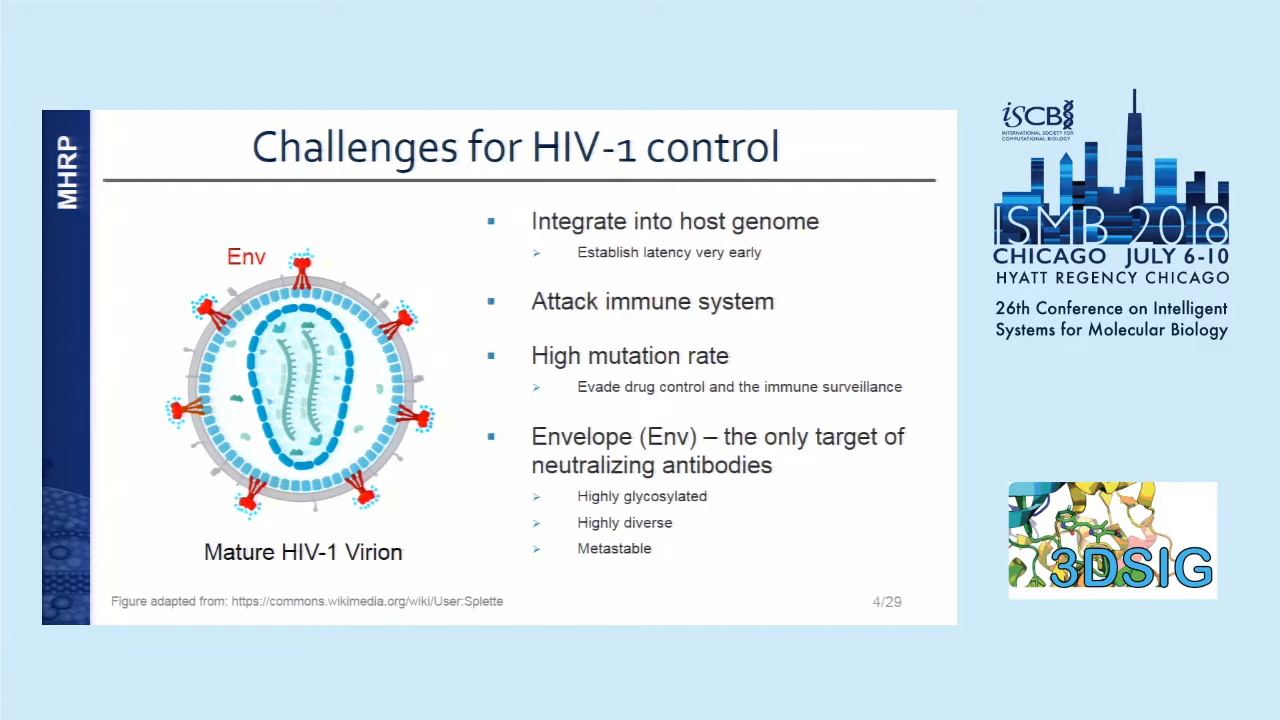 MHRP
Challenges for HIV-1 control
Env
Mature HIV-1 Virion
Integrate into host genome
Establish latency very early
Attack immune system
High mutation rate
Evade drug control and the immune surveillance
Envelope (Env) – the only target of
neutralizing antibodies
Highly glycosylated
Highly diverse
Metastable
Figure adapted from: https://commons.wikimedia.org/wiki/User:Splette
4/29
iSCB
INTERNATIONAL SOCIETY FOR
COMPUTATIONAL BIOLOGY
ISMB 2018
CHICAGO JULY 6-10
HYATT REGENCY CHICAGO
26th Conference on Intelligent
Systems for Molecular Biology
3DSIG